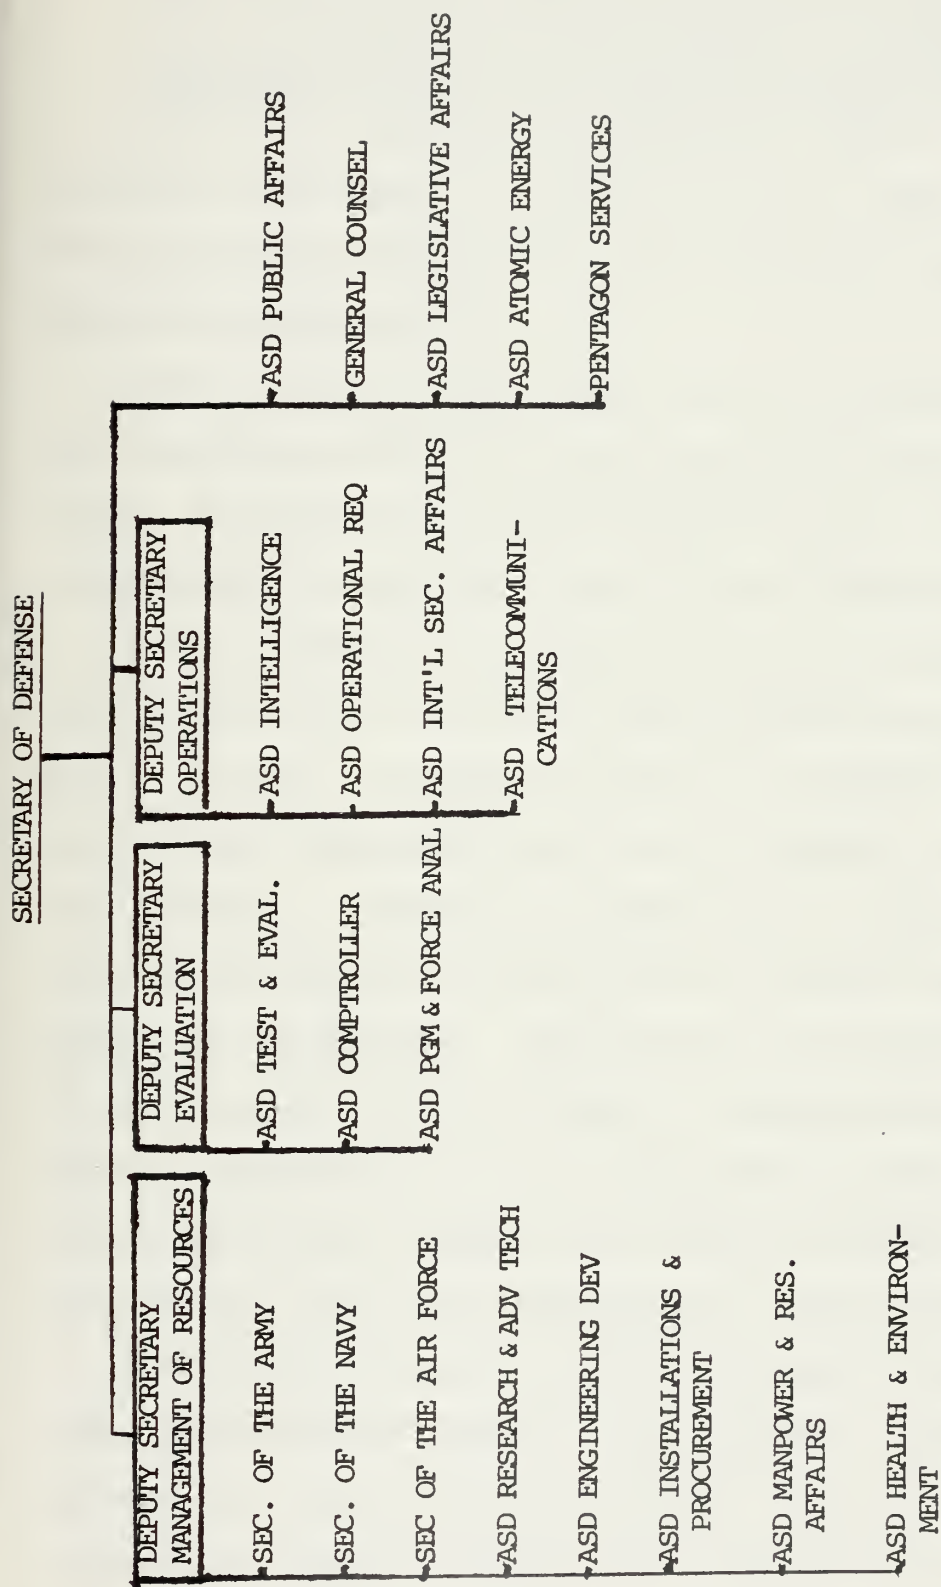 SECRETARY OF DEFENSE
DEPUTY SECRETARY
MANAGEMENT OF RESOURCES
SEC. OF THE ARMY
SEC. OF THE NAVY
SEC OF THE AIR FORCE
ASD RESEARCH & ADV TECH
ASD ENGINEERING DEV
ASD INSTALLATIONS &
PROCUREMENT
ASD MANPOWER & RES.
AFFAIRS
ASD HEALTH & ENVIRON-
MENT
DEPUTY SECRETARY
EVALUATION
ASD TEST & EVAL.
ASD COMPTROLLER
ASD PGM & FORCE ANAL
DEPUTY SECRETARY
OPERATIONS
ASD INTELLIGENCE
ASD OPERATIONAL REQ
ASD INT'L SEC. AFFAIRS
ASD TELECOMMUNI-
CATIONS
ASD PUBLIC AFFAIRS
GENERAL COUNSEL
ASD LEGISLATIVE AFFAIRS
ASD ATOMIC ENERGY
PENTAGON SERVICES